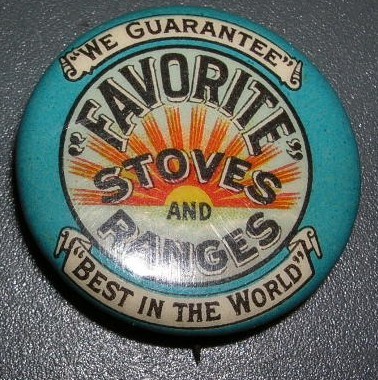 "WE GUARANTEE"
"FAVORITE"
STOVES
AND
RANGES
"BEST IN THE WORLD"